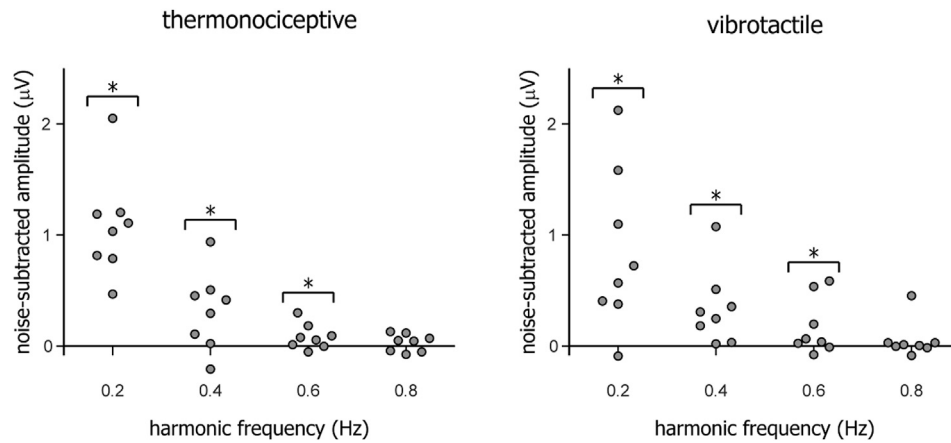 thermonociceptive
noise-subtracted amplitude (μV)
2
1
0
*
*
*
0.2 0.4 0.6 0.8
harmonic frequency (Hz)
vibrotactile
noise-subtracted amplitude (μV)
2
1
0
*
*
*
0.2 0.4 0.6 0.8
harmonic frequency (Hz)